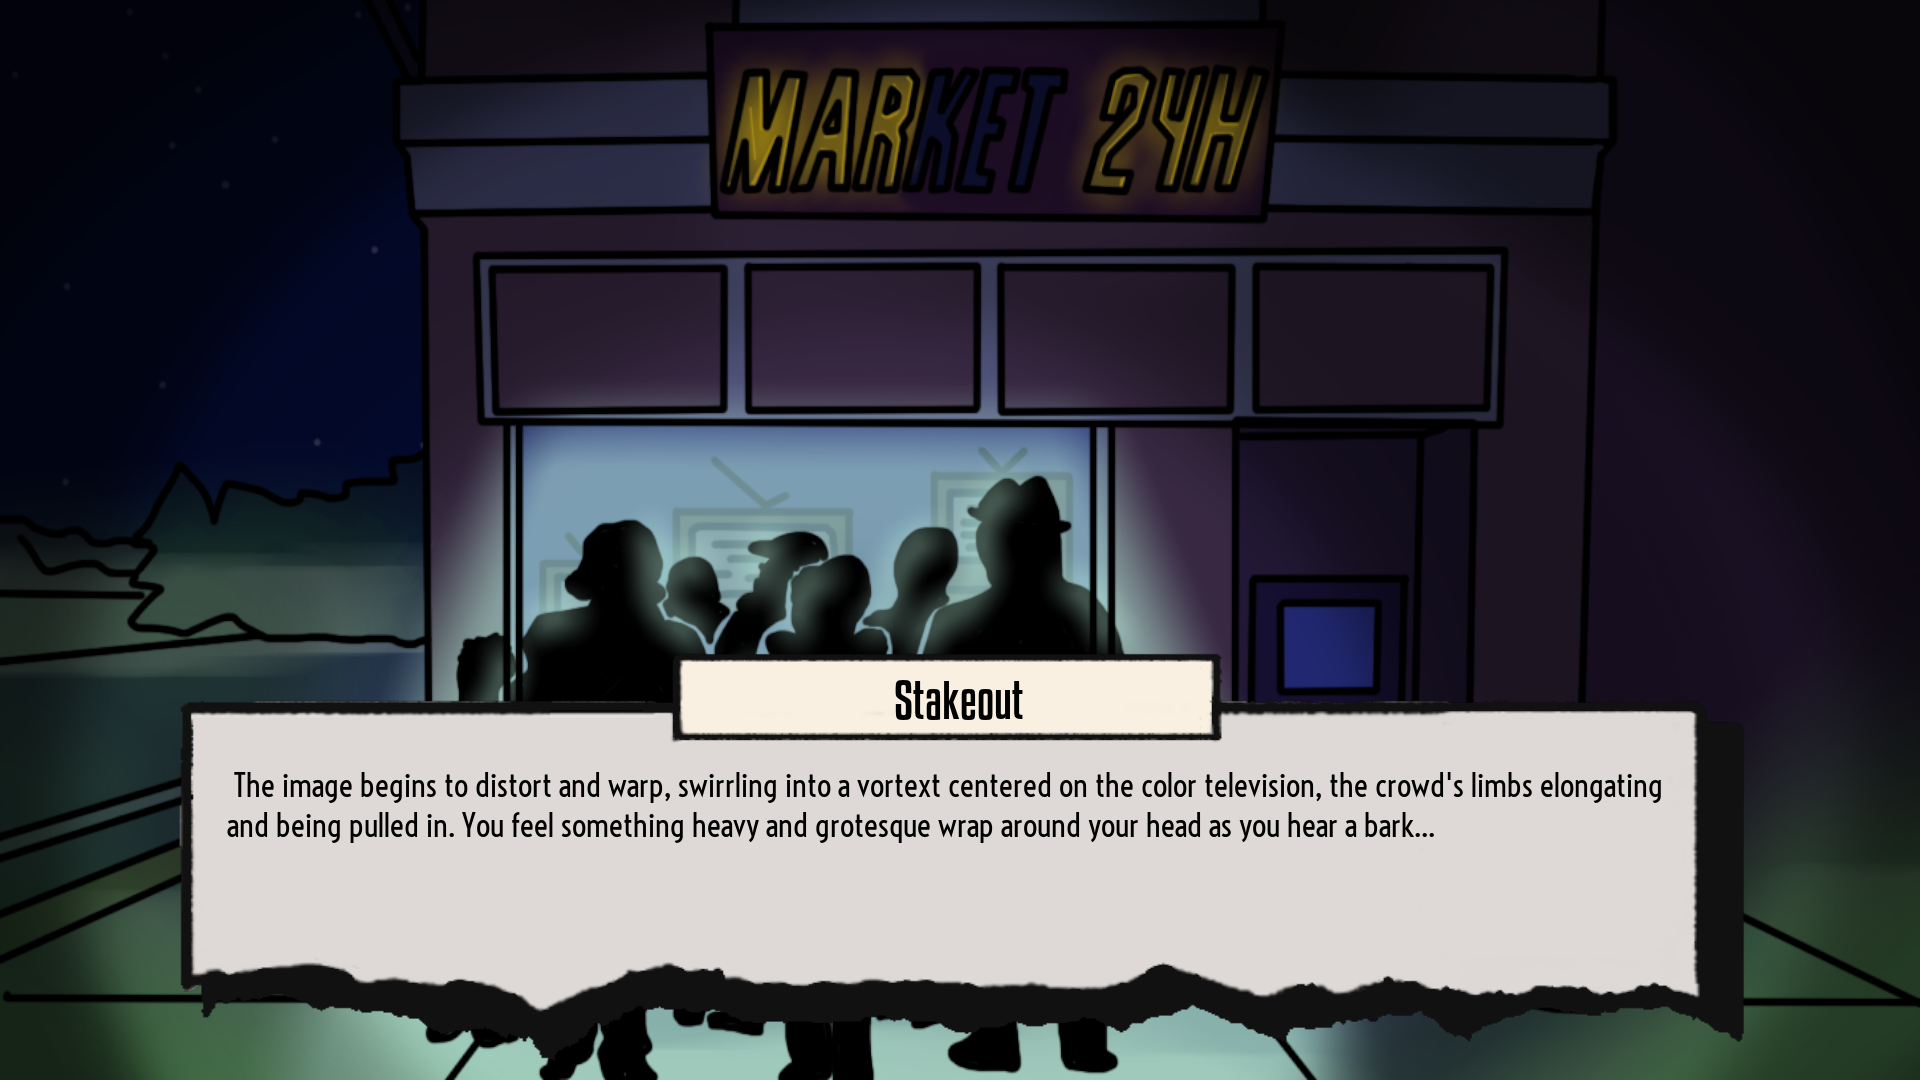 MARKET 24H
Stakeout
The image begins to distort and warp, swirrling into a vortext centered on the color television, the crowd's limbs elongating
and being pulled in. You feel something heavy and grotesque wrap around your head as you hear a bark...